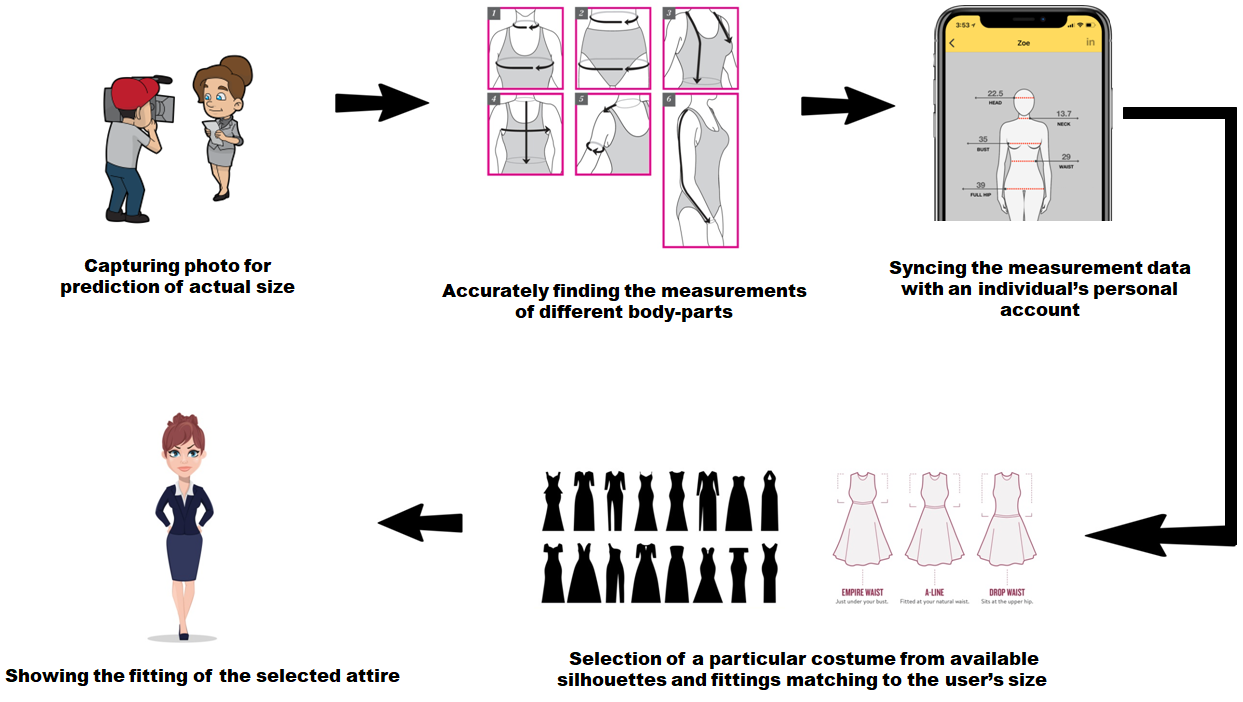 1
2
3
4
5
6
3:53
Zoe
in
22.5
HEAD
13.7
NECK
35
BUST
29
WAIST
39
FULL HIP
Capturing photo for
prediction of actual size
Accurately finding the measurements
of different body-parts
Syncing the measurement data
with an individual’s personal
account
EMPIRE WAIST
Just under your bust.
A-LINE
Fitted at your natural waist.
DROP WAIST
Sits at the upper hip.
Selection of a particular costume from available
silhouettes and fittings matching to the user’s size
Showing the fitting of the selected attire